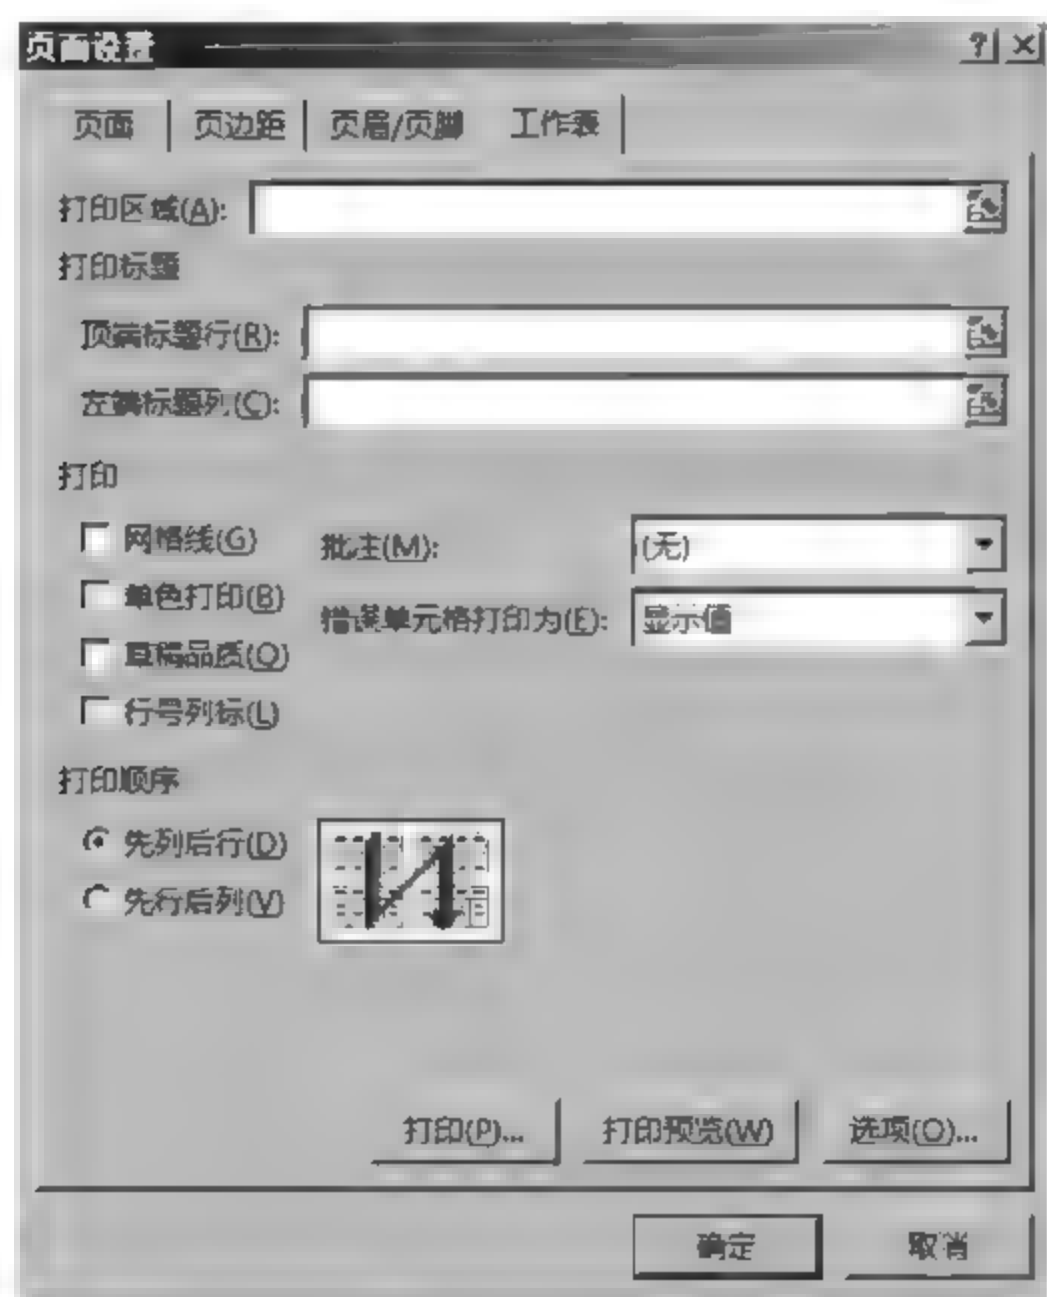 页面设置
页面 页边距 页眉/页脚 工作表
打印区域(A):
打印标题
顶端标题行(R):
左端标题列(C):
打印
网格线(G) 批注(M): (无)
单色打印(B) 错误单元格打印为(E): 显示值
草稿品质(Q)
行号列标(L)
打印顺序
先列后行(D)
先行后列(V)
打印(P)... 打印预览(W) 选项(O)...
确定 取消